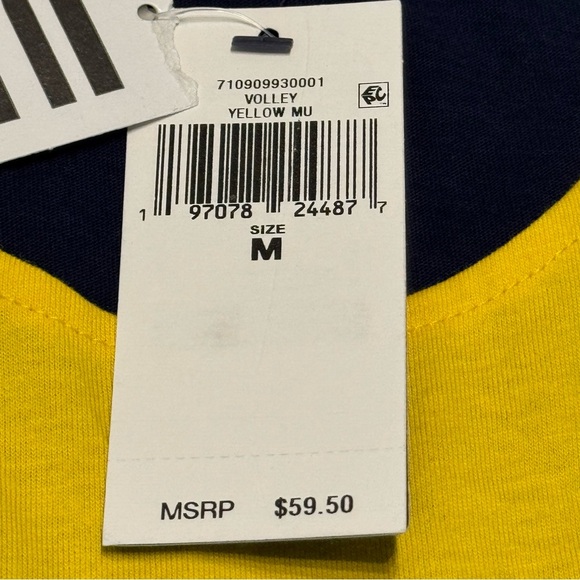 710909930001
VOLLEY
YELLOW MU
1 97078 24487 7
SIZE
M
MSRP $59.50